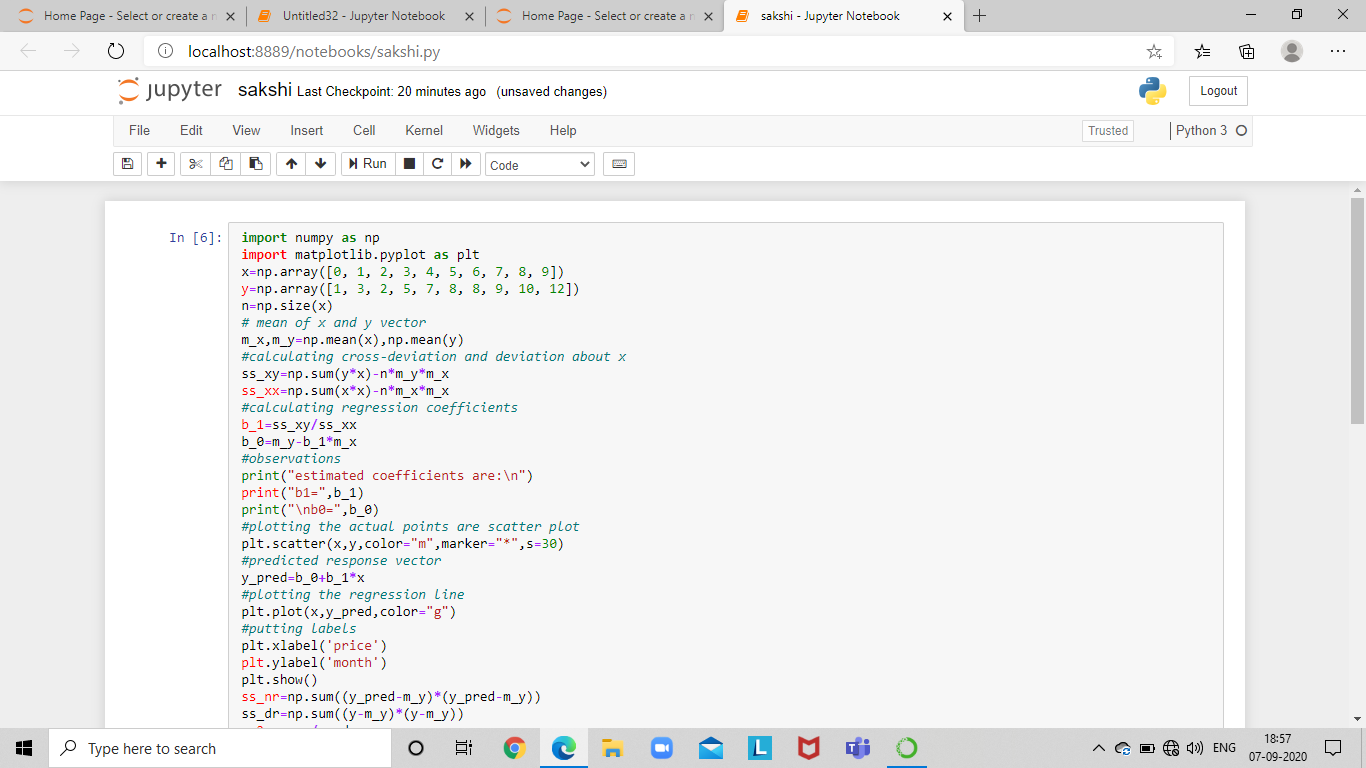 Home Page - Select or create a n
Untitled32 - Jupyter Notebook
Home Page - Select or create a n
sakshi - Jupyter Notebook
localhost:8889/notebooks/sakshi.py
jupyter sakshi Last Checkpoint: 20 minutes ago (unsaved changes)
Logout
File Edit View Insert Cell Kernel Widgets Help
Trusted
Python 3
Run
Code
In [6]:
import numpy as np
import matplotlib.pyplot as plt
x=np.array([0, 1, 2, 3, 4, 5, 6, 7, 8, 9])
y=np.array([1, 3, 2, 5, 7, 8, 8, 9, 10, 12])
n=np.size(x)
# mean of x and y vector
m_x,m_y=np.mean(x),np.mean(y)
#calculating cross-deviation and deviation about x
ss_xy=np.sum(y*x)-n*m_y*m_x
ss_xx=np.sum(x*x)-n*m_x*m_x
#calculating regression coefficients
b_1=ss_xy/ss_xx
b_0=m_y-b_1*m_x
#observations
print("estimated coefficients are:\n")
print("b1=",b_1)
print("\nb0=",b_0)
#plotting the actual points are scatter plot
plt.scatter(x,y,color="m",marker="*",s=30)
#predicted response vector
y_pred=b_0+b_1*x
#plotting the regression line
plt.plot(x,y_pred,color="g")
#putting labels
plt.xlabel('price')
plt.ylabel('month')
plt.show()
ss_nr=np.sum((y_pred-m_y)*(y_pred-m_y))
ss_dr=np.sum((y-m_y)*(y-m_y))
Type here to search
L
ENG
18:57
07-09-2020